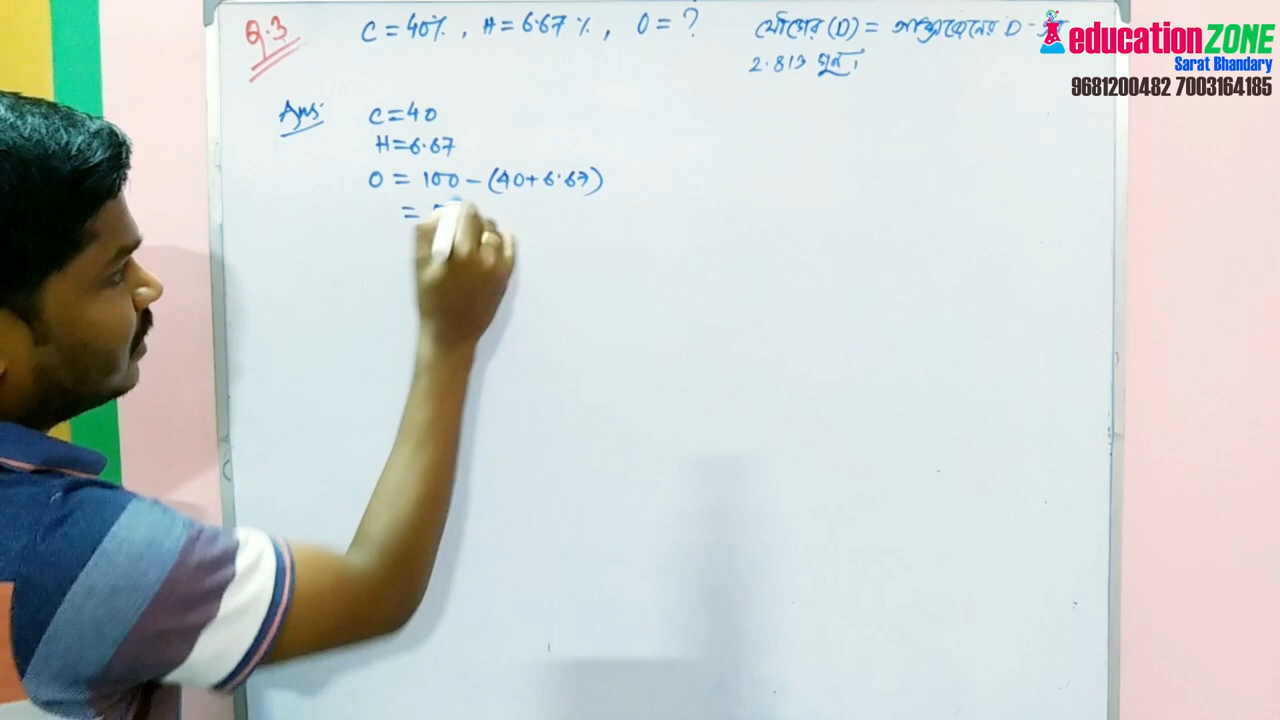 Q.3 C=40%, H=6.67%, O=? যৌগের (D) = অক্সিজেনের D-
2.813 গুন।
educationZONE
Sarat Bhandary
9681200482 7003164185
Ans: C=40
H=6.67
O = 100-(40+6.67)
=